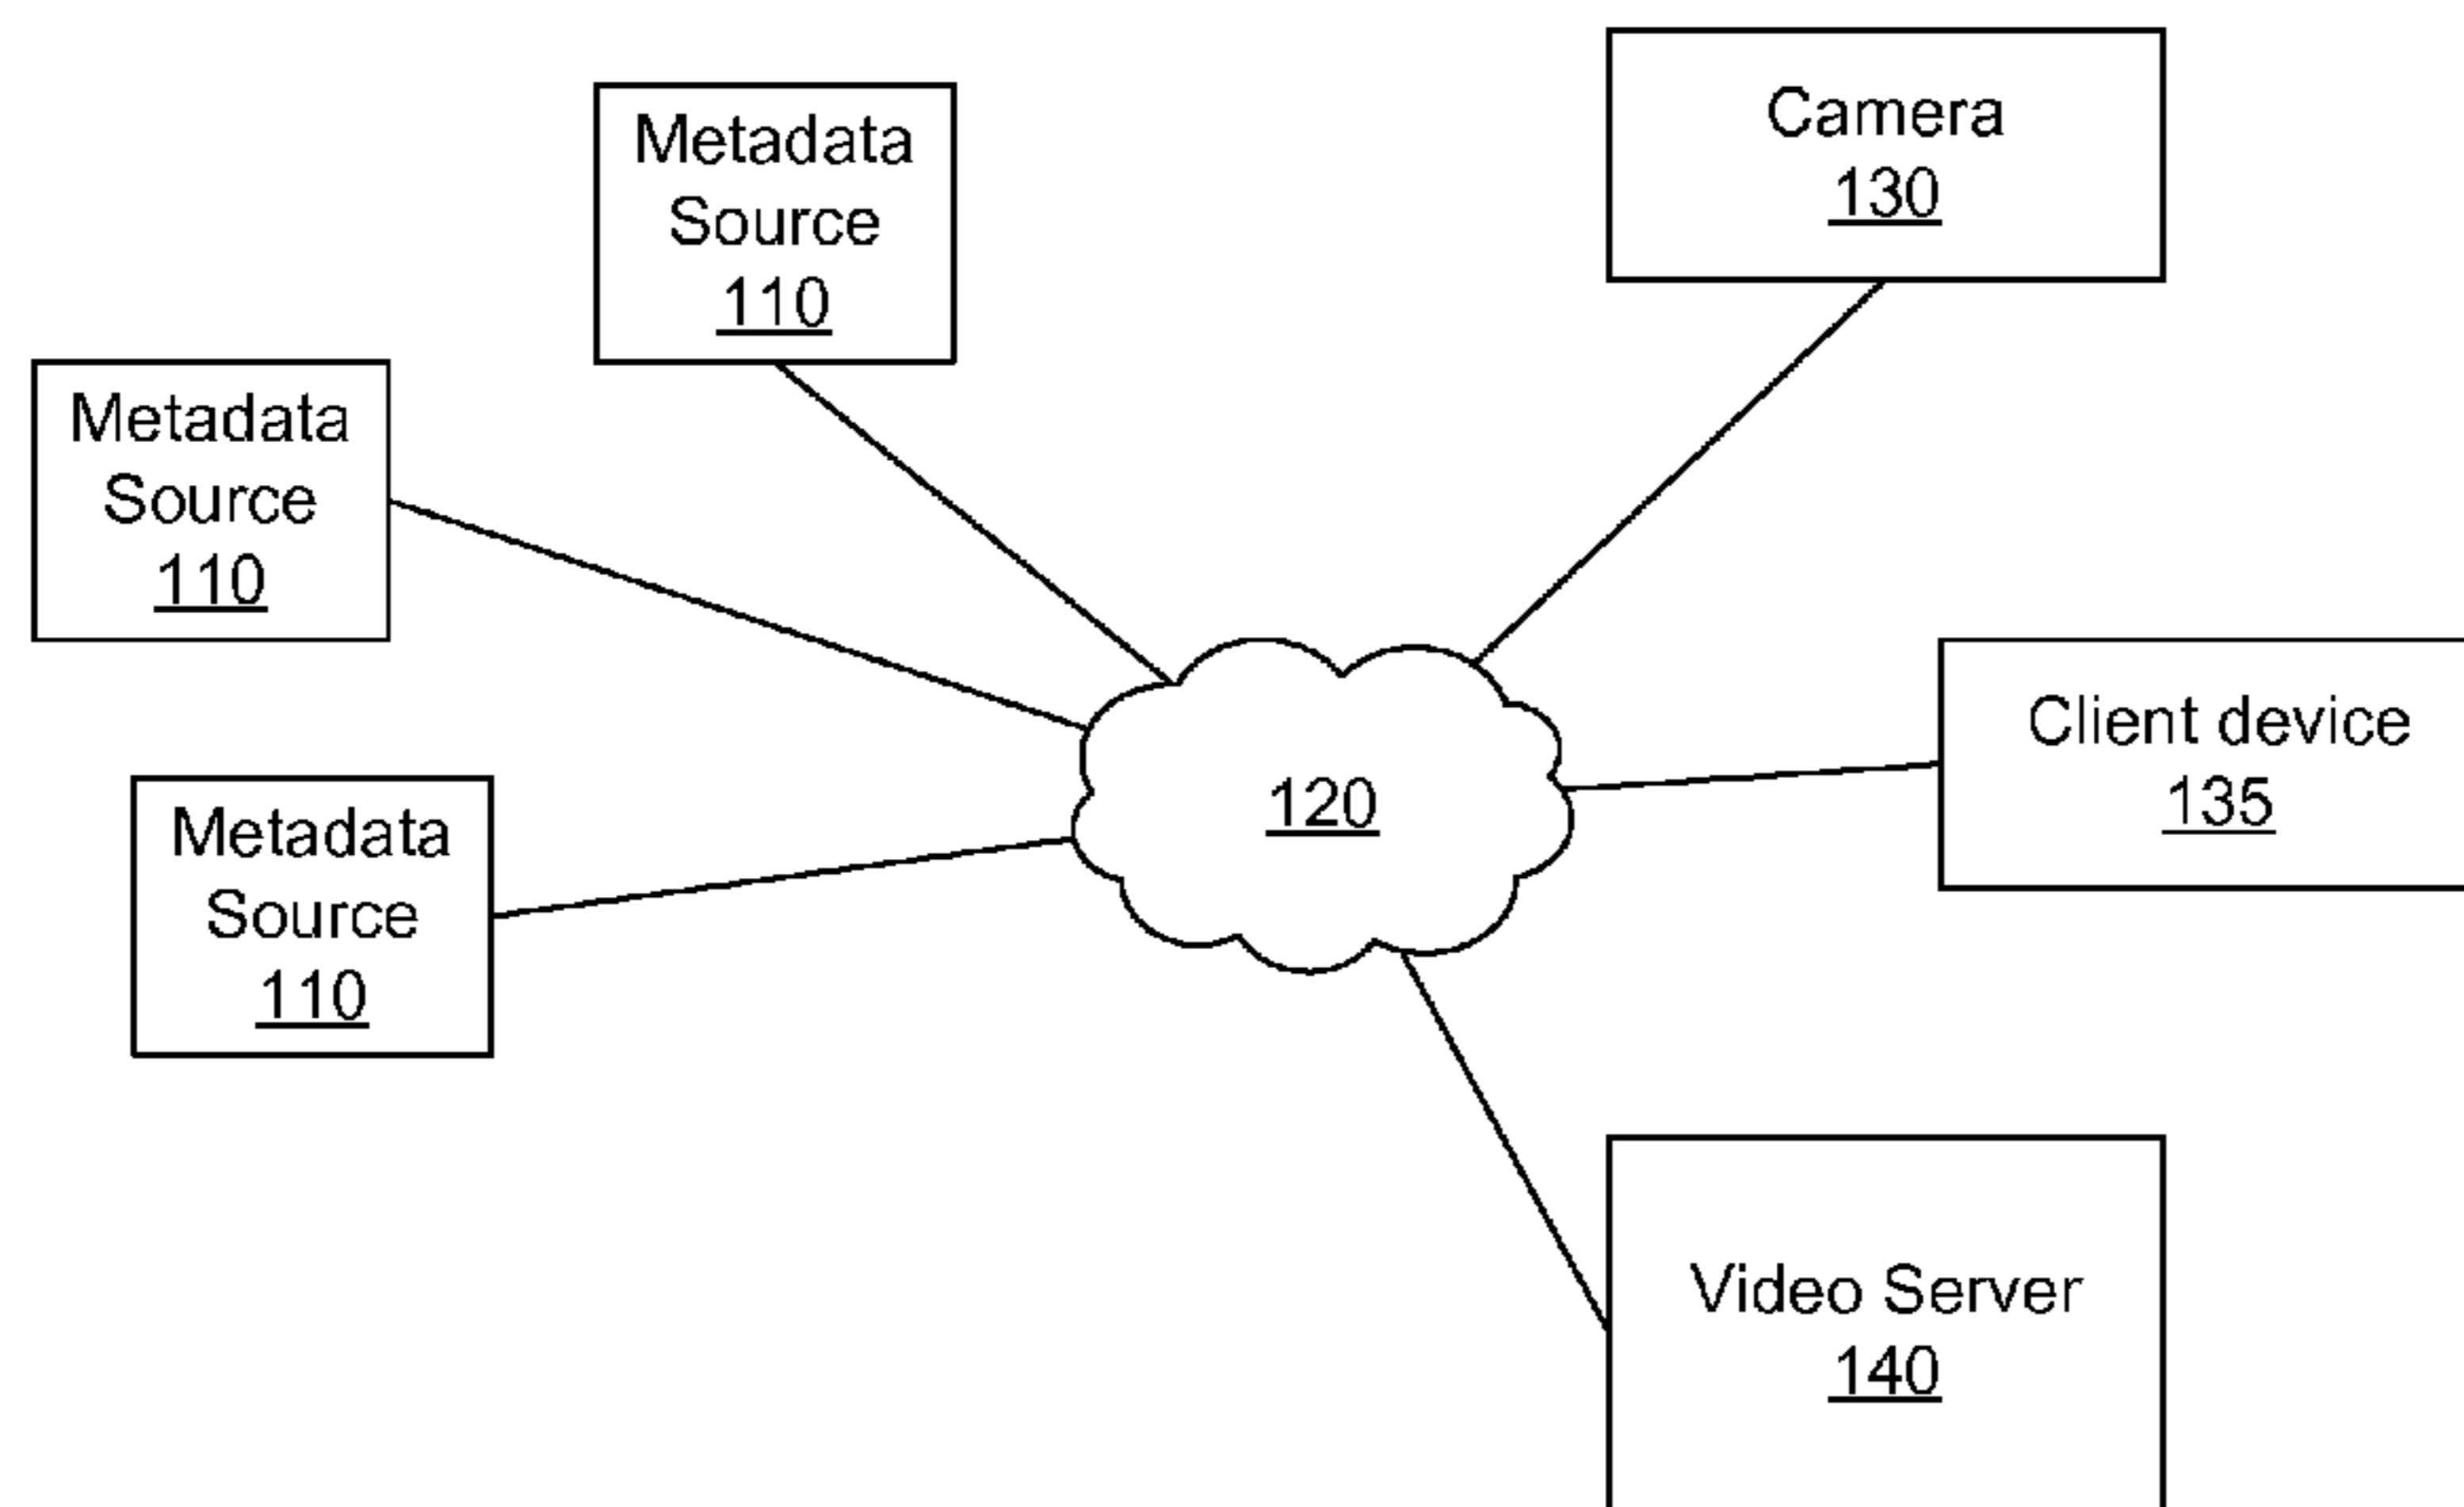 Camera
130
Metadata
Source
110
Metadata
Source
110
Client device
135
Metadata
Source
110
120
Video Server
140